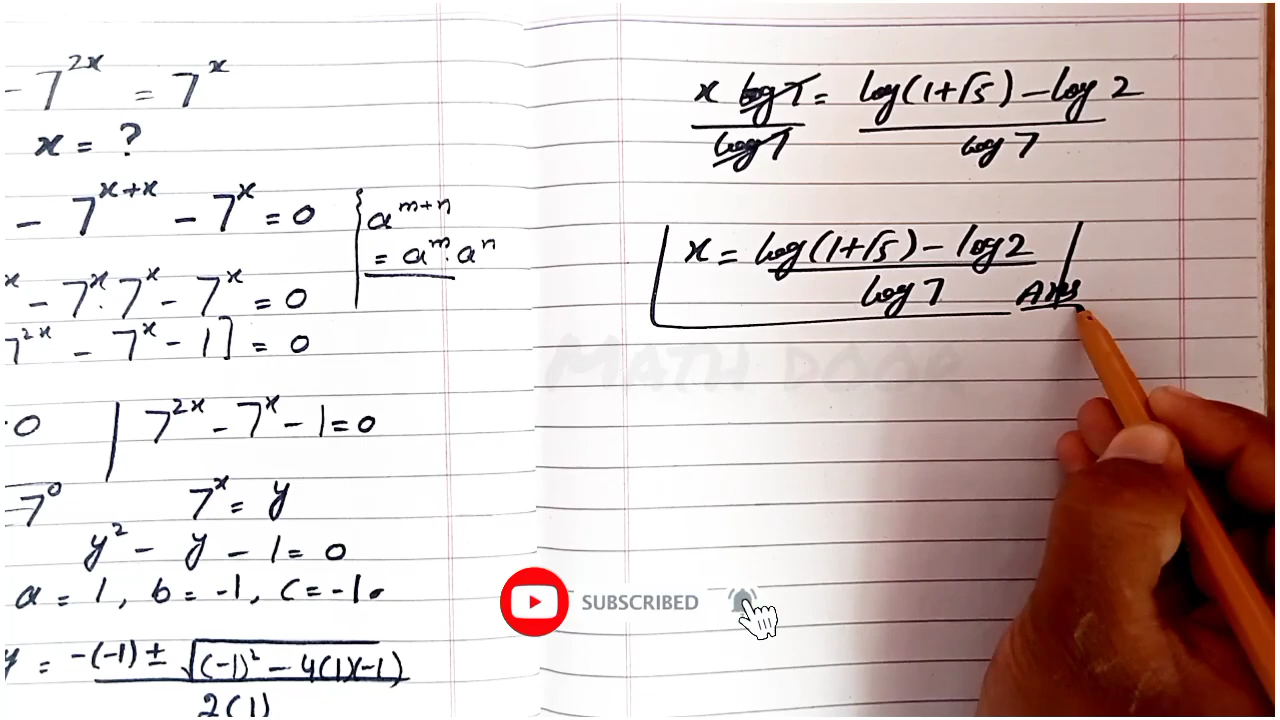 - 7^2x = 7^x
x = ?
- 7^x+x - 7^x = 0
{ a^m+n
= a^m · a^n
x - 7^x · 7^x - 7^x = 0
7^2x - 7^x - 1] = 0
0 | 7^2x - 7^x - 1 = 0
7^0 7^x = y
y^2 - y - 1 = 0
a = 1, b = -1, c = -1.
y = -(-1) ± √(-1)^2 - 4(1)(-1)
2(1)
x log 7 = log(1+√5) - log 2
log 7 log 7
x = log(1+√5) - log 2
log 7 Ans
MATH DOOR
SUBSCRIBED